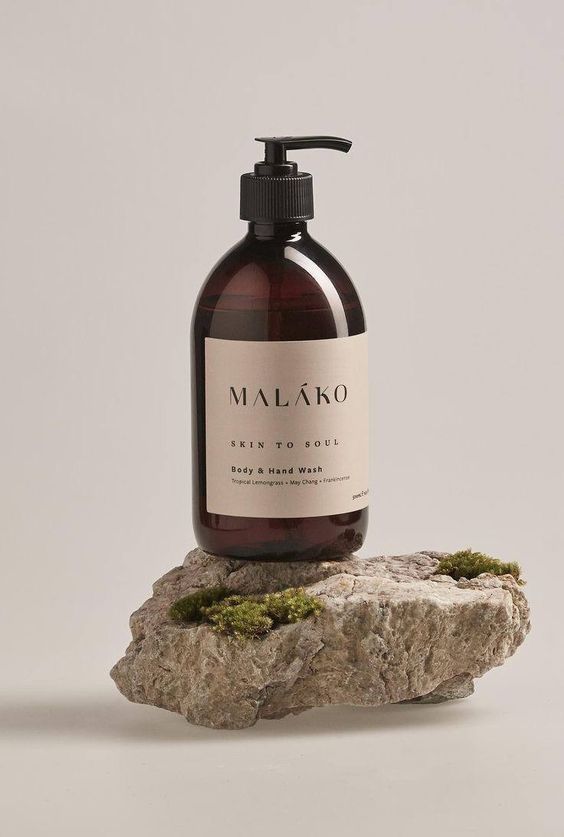 MALÁKO
SKIN TO SOUL
Body & Hand Wash
Tropical Lemongrass + May Chang + Frankincense